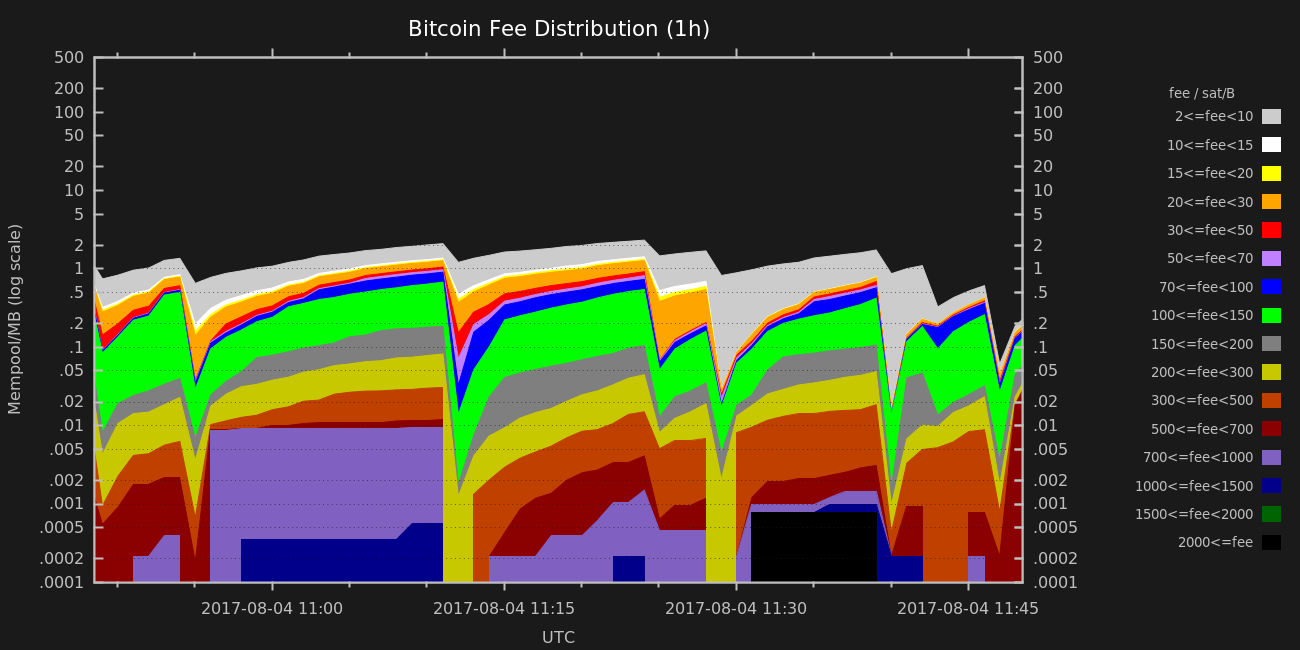 Bitcoin Fee Distribution (1h)
500 500
200 200
100 100
50 50
20 20
10 10
5 5
2 2
1 1
.5 .5
.2 .2
.1 .1
.05 .05
.02 .02
.01 .01
.005 .005
.002 .002
.001 .001
.0005 .0005
.0002 .0002
.0001 .0001
Mempool/MB (log scale)
2017-08-04 11:00 2017-08-04 11:15 2017-08-04 11:30 2017-08-04 11:45
UTC
fee / sat/B
2<=fee<10
10<=fee<15
15<=fee<20
20<=fee<30
30<=fee<50
50<=fee<70
70<=fee<100
100<=fee<150
150<=fee<200
200<=fee<300
300<=fee<500
500<=fee<700
700<=fee<1000
1000<=fee<1500
1500<=fee<2000
2000<=fee